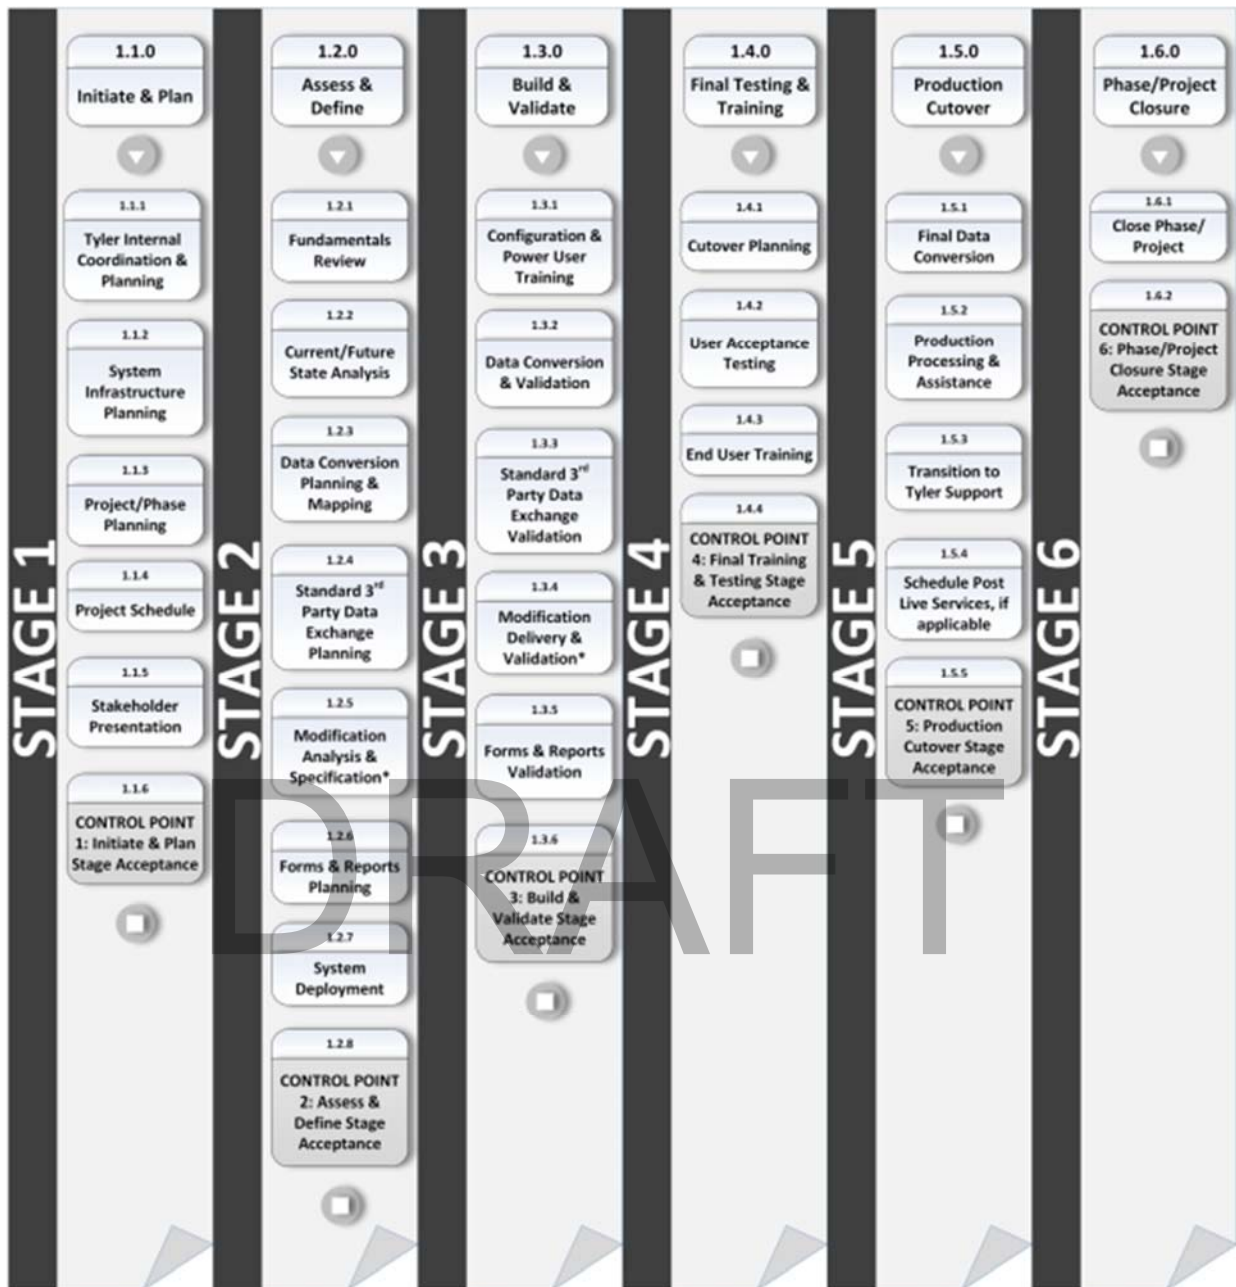 STAGE 1
1.1.0
Initiate & Plan
1.1.1
Tyler Internal
Coordination &
Planning
1.1.2
System
Infrastructure
Planning
1.1.3
Project/Phase
Planning
1.1.4
Project Schedule
1.1.5
Stakeholder
Presentation
1.1.6
CONTROL POINT
1: Initiate & Plan
Stage Acceptance
STAGE 2
1.2.0
Assess &
Define
1.2.1
Fundamentals
Review
1.2.2
Current/Future
State Analysis
1.2.3
Data Conversion
Planning &
Mapping
1.2.4
Standard 3rd
Party Data
Exchange
Planning
1.2.5
Modification
Analysis &
Specification*
1.2.6
Forms & Reports
Planning
1.2.7
System
Deployment
1.2.8
CONTROL POINT
2: Assess &
Define Stage
Acceptance
STAGE 3
1.3.0
Build &
Validate
1.3.1
Configuration &
Power User
Training
1.3.2
Data Conversion
& Validation
1.3.3
Standard 3rd
Party Data
Exchange
Validation
1.3.4
Modification
Delivery &
Validation*
1.3.5
Forms & Reports
Validation
1.3.6
CONTROL POINT
3: Build &
Validate Stage
Acceptance
STAGE 4
1.4.0
Final Testing &
Training
1.4.1
Cutover Planning
1.4.2
User Acceptance
Testing
1.4.3
End User Training
1.4.4
CONTROL POINT
4: Final Training
& Testing Stage
Acceptance
STAGE 5
1.5.0
Production
Cutover
1.5.1
Final Data
Conversion
1.5.2
Production
Processing &
Assistance
1.5.3
Transition to
Tyler Support
1.5.4
Schedule Post
Live Services, if
applicable
1.5.5
CONTROL POINT
5: Production
Cutover Stage
Acceptance
STAGE 6
1.6.0
Phase/Project
Closure
1.6.1
Close Phase/
Project
1.6.2
CONTROL POINT
6: Phase/Project
Closure Stage
Acceptance
DRAFT